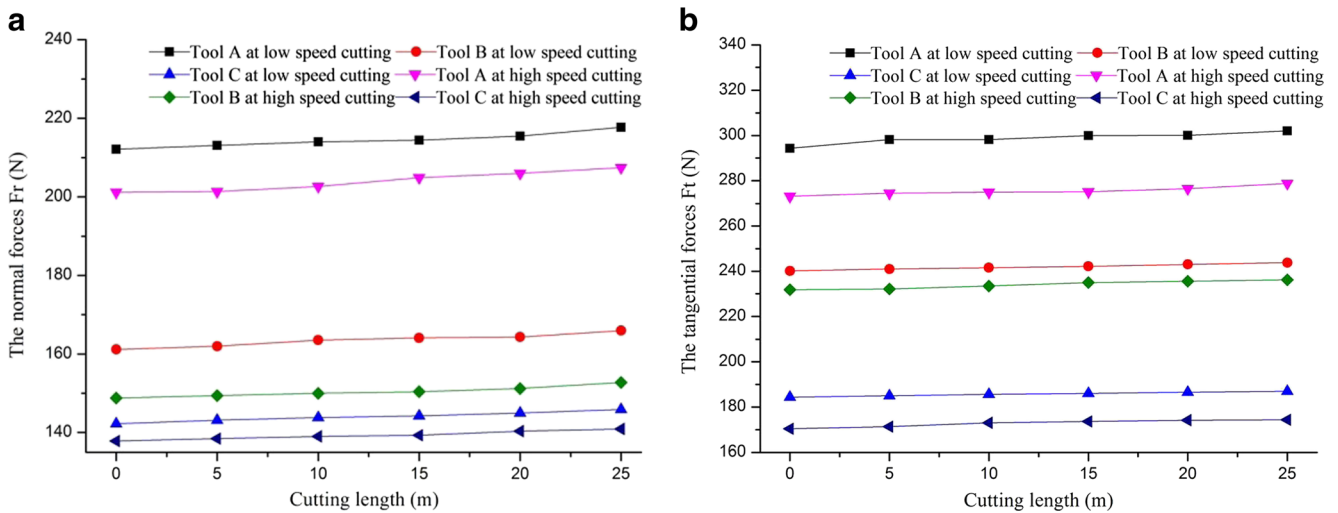 a
240
220
200
180
160
140
The normal forces Fr (N)
Tool A at low speed cutting Tool B at low speed cutting
Tool C at low speed cutting Tool A at high speed cutting
Tool B at high speed cutting Tool C at high speed cutting
0 5 10 15 20 25
Cutting length (m)
b
340
320
300
280
260
240
220
200
180
160
The tangential forces Ft (N)
Tool A at low speed cutting Tool B at low speed cutting
Tool C at low speed cutting Tool A at high speed cutting
Tool B at high speed cutting Tool C at high speed cutting
0 5 10 15 20 25
Cutting length (m)